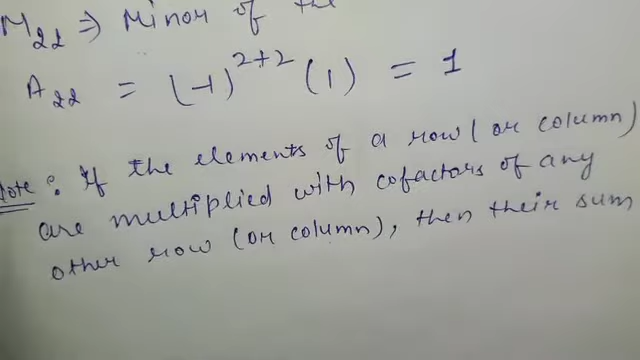 M22 ⇒ Minor of the
A22 = (-1)^2+2 (1) = 1
Note: If the elements of a row (or column)
are multiplied with cofactors of any
other row (or column), then their sum